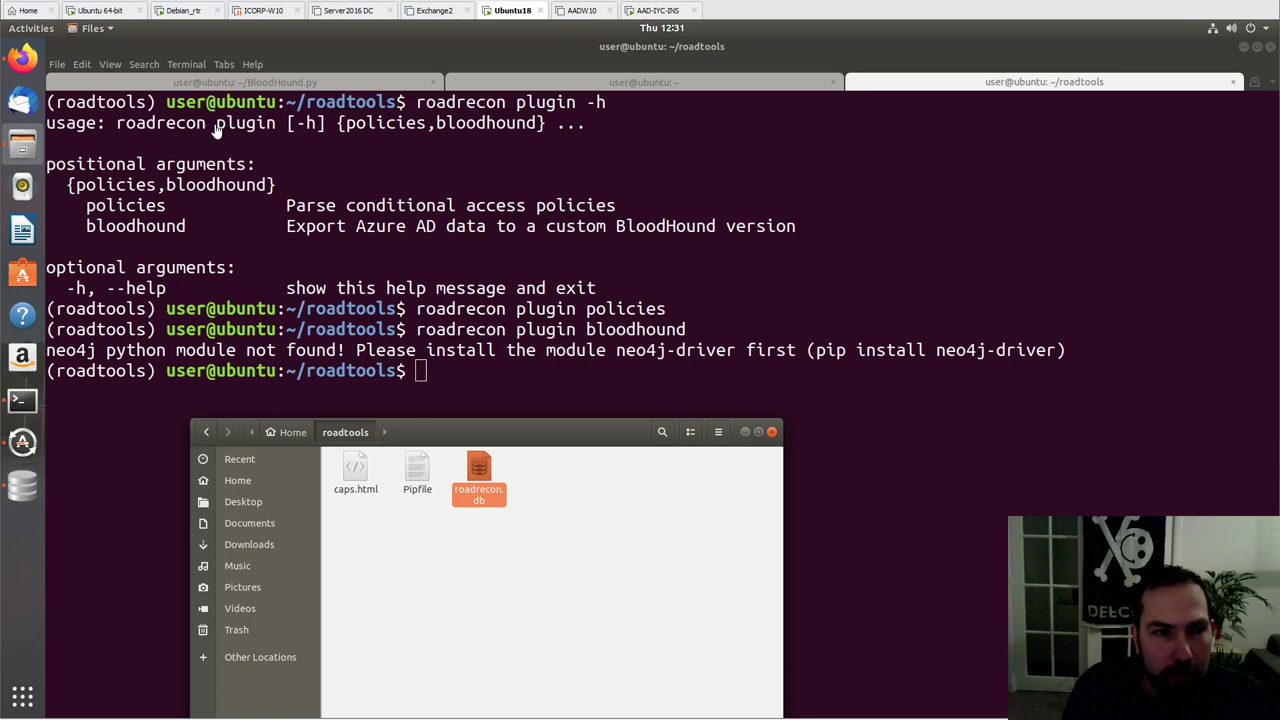 Home
Ubuntu 64-bit
Debian_rtr
ICORP-W10
Server2016 DC
Exchange2
Ubuntu18
AADW10
AAD-IYC-INS
Activities
Files
Thu 12:31
user@ubuntu: ~/roadtools
File Edit View Search Terminal Tabs Help
user@ubuntu: ~/BloodHound.py
user@ubuntu: ~
user@ubuntu: ~/roadtools
(roadtools) user@ubuntu:~/roadtools$ roadrecon plugin -h
usage: roadrecon plugin [-h] {policies,bloodhound} ...
positional arguments:
{policies,bloodhound}
policies Parse conditional access policies
bloodhound Export Azure AD data to a custom BloodHound version
optional arguments:
-h, --help show this help message and exit
(roadtools) user@ubuntu:~/roadtools$ roadrecon plugin policies
(roadtools) user@ubuntu:~/roadtools$ roadrecon plugin bloodhound
neo4j python module not found! Please install the module neo4j-driver first (pip install neo4j-driver)
(roadtools) user@ubuntu:~/roadtools$
Home
roadtools
Recent
Home
Desktop
Documents
Downloads
Music
Pictures
Videos
Trash
Other Locations
caps.html
Pipfile
roadrecon.
db